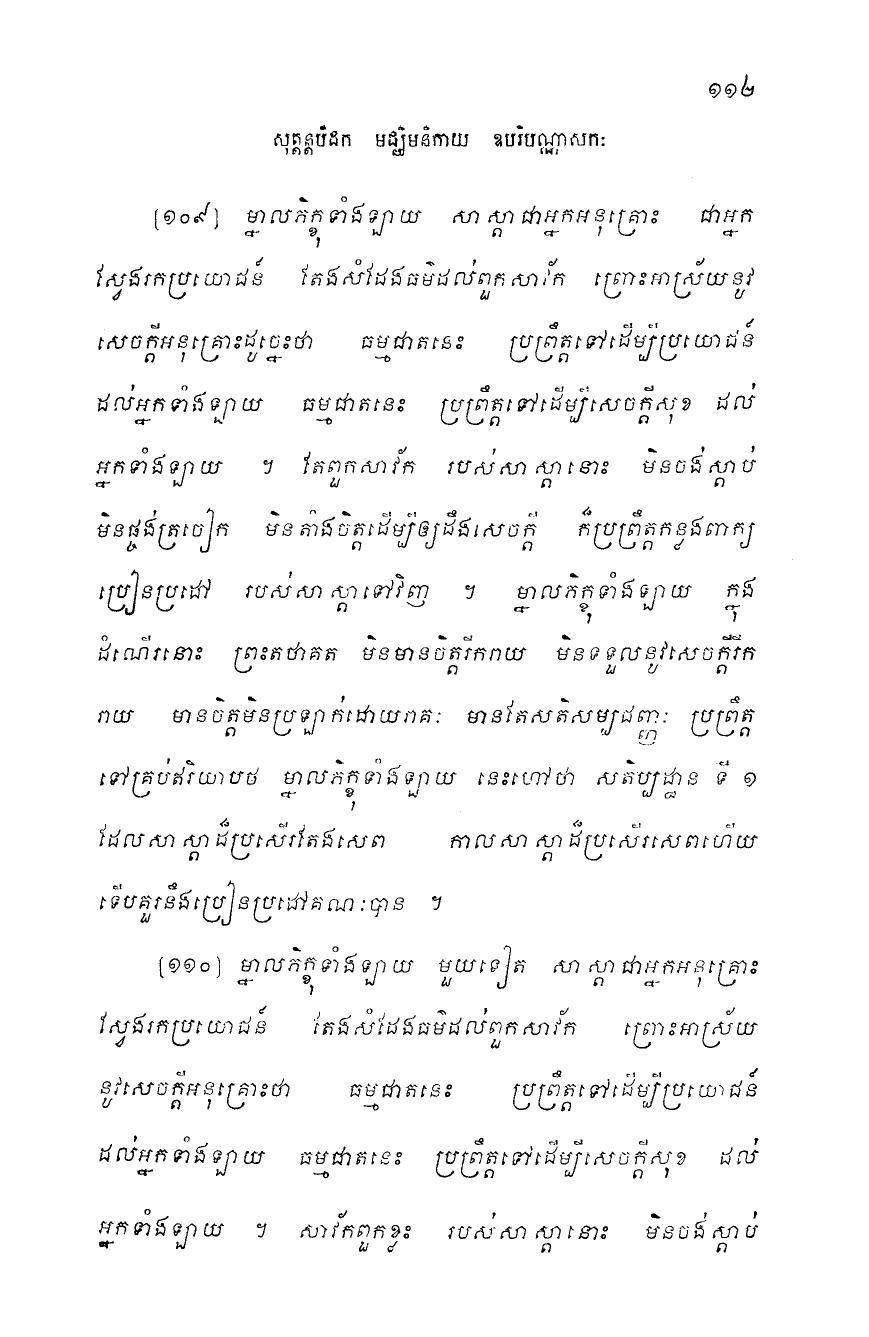 ១១២
សុត្តន្តបិដក មជ្ឈិមនិកាយ ឧបរិបណ្ណាសកៈ
[១០៩] ម្នាលភិក្ខុទាំងឡាយ សាស្តាជាអ្នកអនុគ្រោះ ជាអ្នក
ស្វែងរកប្រយោជន៍ តែងសំដែងធម៌ដល់ពួកសាវ័ក ព្រោះអាស្រ័យនូវ
សេចក្តីអនុគ្រោះដូច្នេះថា ធម្មជាតនេះ ប្រព្រឹត្តទៅដើម្បីប្រយោជន៍
ដល់អ្នកទាំងឡាយ ធម្មជាតនេះ ប្រព្រឹត្តទៅដើម្បីសេចក្តីសុខ ដល់
អ្នកទាំងឡាយ ។ តែពួកសាវ័ក របស់សាស្តានោះ មិនចង់ស្តាប់
មិនផ្ចង់ត្រចៀក មិនតាំងចិត្តដើម្បីឲ្យដឹងសេចក្តី ក៏ប្រព្រឹត្តកន្លងពាក្យ
ប្រៀនប្រដៅ របស់សាស្តាទៅវិញ ។ ម្នាលភិក្ខុទាំងឡាយ ក្នុង
ដំណើរនោះ ព្រះតថាគត មិនមានចិត្តរីករាយ មិនទទួលនូវសេចក្តីរីក
រាយ មានចិត្តមិនប្រឡាក់ដោយរាគៈ មានតែសតិសម្បជញ្ញៈ ប្រព្រឹត្ត
ទៅគ្រប់ឥរិយាបថ ម្នាលភិក្ខុទាំងឡាយ នេះហៅថា សតិប្បដ្ឋាន ទី ១
ដែលសាស្តាដ៏ប្រសើរតែងសេព កាលសាស្តាដ៏ប្រសើរសេពហើយ
ទើបគួរនឹងប្រៀនប្រដៅគណៈបាន ។
[១១០] ម្នាលភិក្ខុទាំងឡាយ មួយទៀត សាស្តាជាអ្នកអនុគ្រោះ
ស្វែងរកប្រយោជន៍ តែងសំដែងធម៌ដល់ពួកសាវ័ក ព្រោះអាស្រ័យ
នូវសេចក្តីអនុគ្រោះថា ធម្មជាតនេះ ប្រព្រឹត្តទៅដើម្បីប្រយោជន៍
ដល់អ្នកទាំងឡាយ ធម្មជាតនេះ ប្រព្រឹត្តទៅដើម្បីសេចក្តីសុខ ដល់
អ្នកទាំងឡាយ ។ សាវ័កពួកខ្លះ របស់សាស្តានោះ មិនចង់ស្តាប់